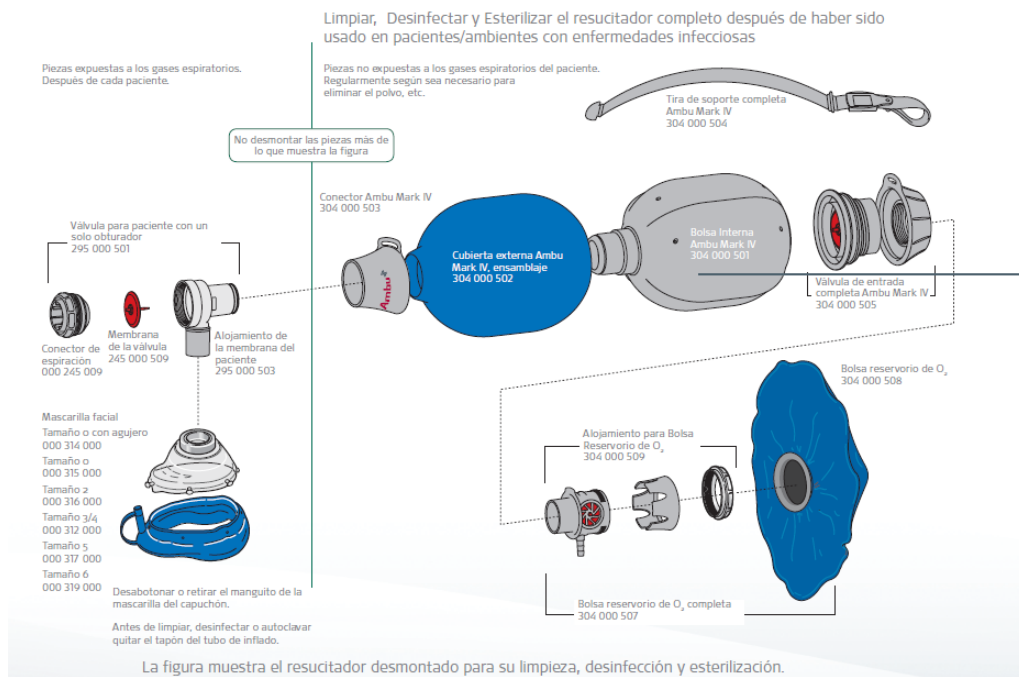 Limpiar, Desinfectar y Esterilizar el resucitador completo después de haber sido
usado en pacientes/ambientes con enfermedades infecciosas
Piezas expuestas a los gases espiratorios.
Después de cada paciente.
Piezas no expuestas a los gases espiratorios del paciente.
Regularmente según sea necesario para
eliminar el polvo, etc.
Tira de soporte completa
Ambu Mark IV
304 000 504
No desmontar las piezas más de
lo que muestra la figura
Conector Ambu Mark IV
304 000 503
Válvula para paciente con un
solo obturador
295 000 501
Cubierta externa Ambu
Mark IV, ensamblaje
304 000 502
Bolsa Interna
Ambu Mark IV
304 000 501
Ambu
Válvula de entrada
completa Ambu Mark IV
304 000 505
Conector de
espiración
000 245 009
Membrana
de la válvula
245 000 509
Alojamiento de
la membrana del
paciente
295 000 503
Bolsa reservorio de O₂
304 000 508
Mascarilla facial
Tamaño 0 con agujero
000 314 000
Tamaño 0
000 315 000
Tamaño 2
000 316 000
Tamaño 3/4
000 312 000
Tamaño 5
000 317 000
Tamaño 6
000 319 000
Alojamiento para Bolsa
Reservorio de O₂
304 000 509
Desabotonar o retirar el manguito de la
mascarilla del capuchón.
Antes de limpiar, desinfectar o autoclavar
quitar el tapón del tubo de inflado.
Bolsa reservorio de O₂ completa
304 000 507
La figura muestra el resucitador desmontado para su limpieza, desinfección y esterilización.